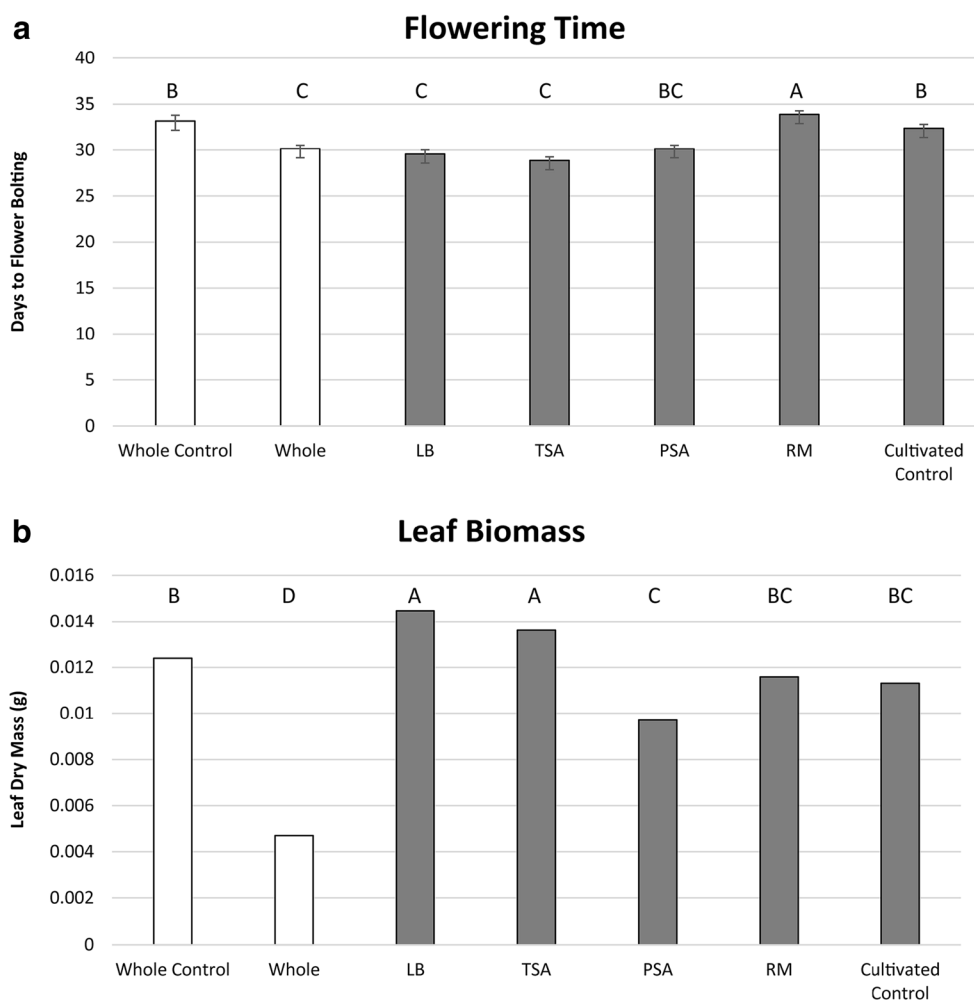 a
Flowering Time
Days to Flower Bolting
40
35
30
25
20
15
10
5
0
B C C C BC A B
Whole Control Whole LB TSA PSA RM Cultivated
Control
b
Leaf Biomass
Leaf Dry Mass (g)
0.016
0.014
0.012
0.01
0.008
0.006
0.004
0.002
0
B D A A C BC BC
Whole Control Whole LB TSA PSA RM Cultivated
Control